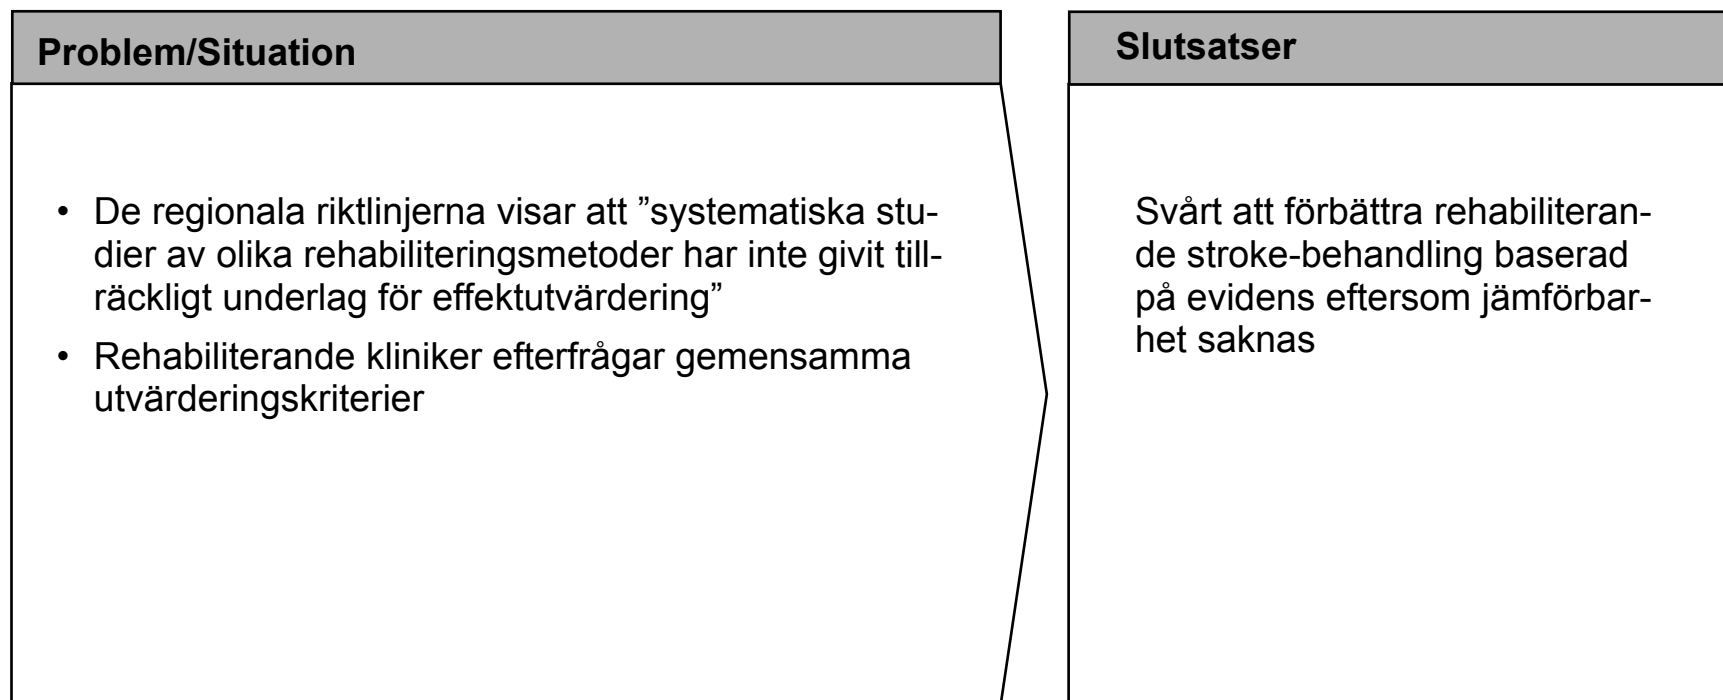 Problem/Situation
• De regionala riktlinjerna visar att ”systematiska stu-
dier av olika rehabiliteringsmetoder har inte givit till-
räckligt underlag för effektutvärdering”
• Rehabiliterande kliniker efterfrågar gemensamma
utvärderingskriterier
Slutsatser
Svårt att förbättra rehabiliteran-
de stroke-behandling baserad
på evidens eftersom jämförbar-
het saknas